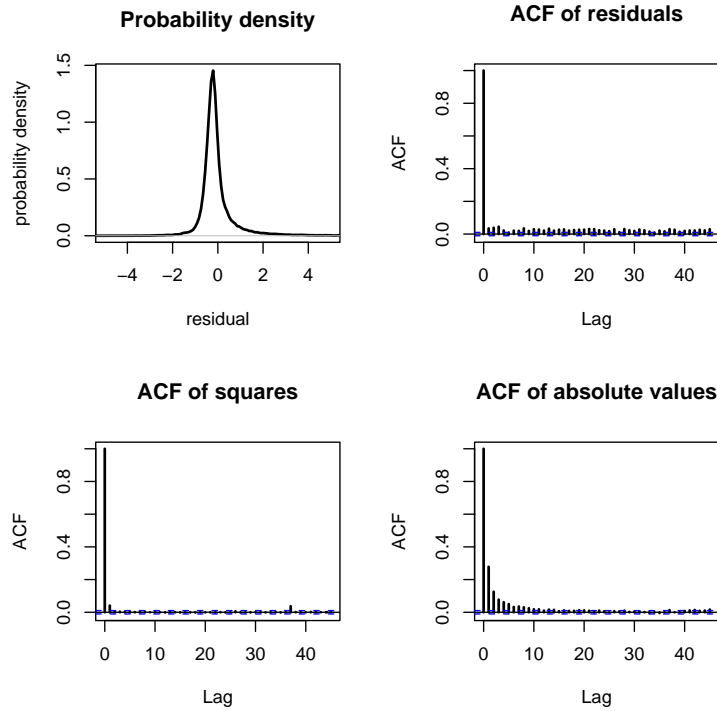 Probability density
probability density
0.0 0.5 1.0 1.5
−4 −2 0 2 4
residual
ACF of residuals
ACF
0.0 0.4 0.8
0 10 20 30 40
Lag
ACF of squares
ACF
0.0 0.4 0.8
0 10 20 30 40
Lag
ACF of absolute values
ACF
0.0 0.4 0.8
0 10 20 30 40
Lag